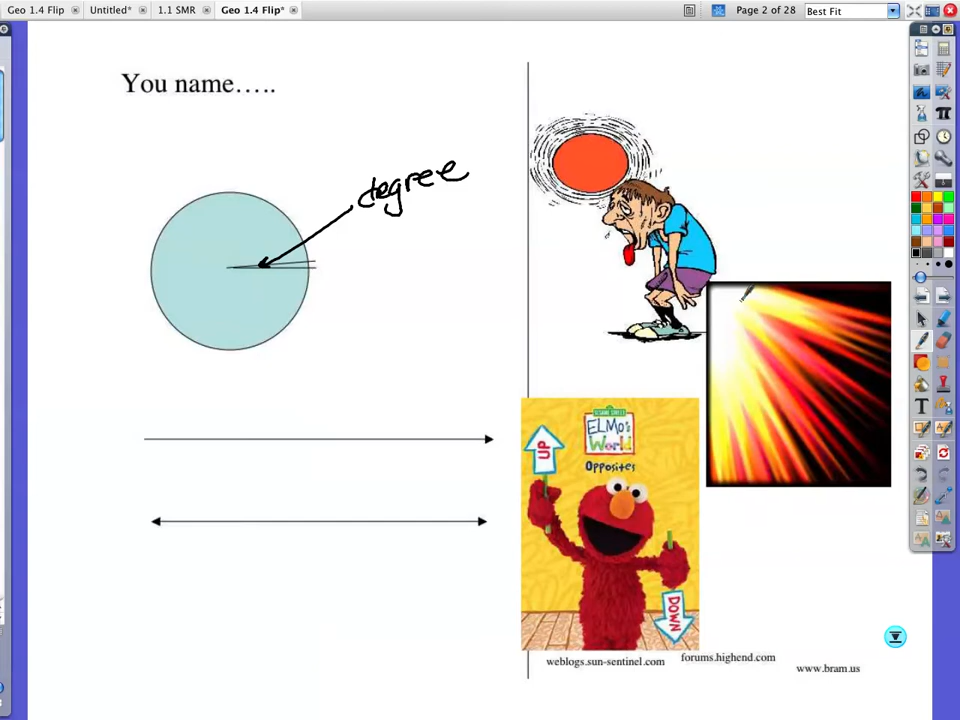 Geo 1.4 Flip
Untitled*
1.1 SMR
Geo 1.4 Flip*
Page 2 of 28
Best Fit
You name…..
degree
SESAME STREET
ELMO'S
World
Opposites
UP
DOWN
weblogs.sun-sentinel.com
forums.highend.com
www.bram.us